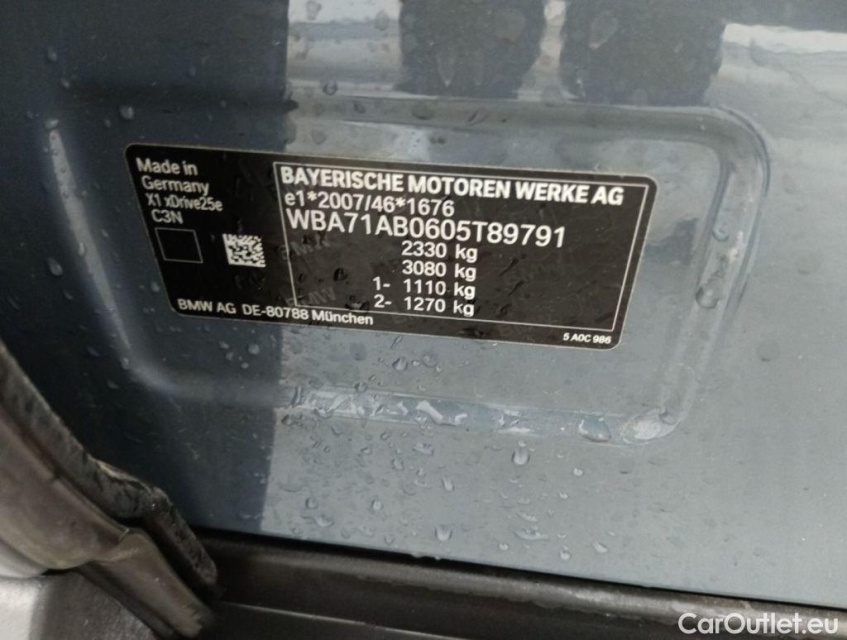 Made in
Germany
X1 xDrive25e
C3N
BAYERISCHE MOTOREN WERKE AG
e1*2007/46*1676
WBA71AB0605T89791
2330 kg
3080 kg
1- 1110 kg
2- 1270 kg
BMW AG DE-80788 München
5 A0C 986
CarOutlet.eu